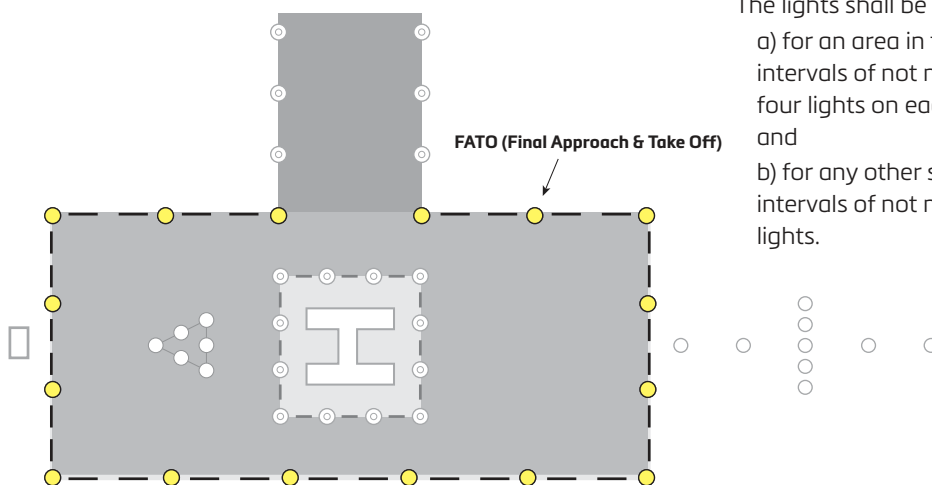 The lights shall be
a) for an area in
intervals of not
four lights on
and
b) for any other
intervals of not
lights.
FATO (Final Approach & Take Off)
H